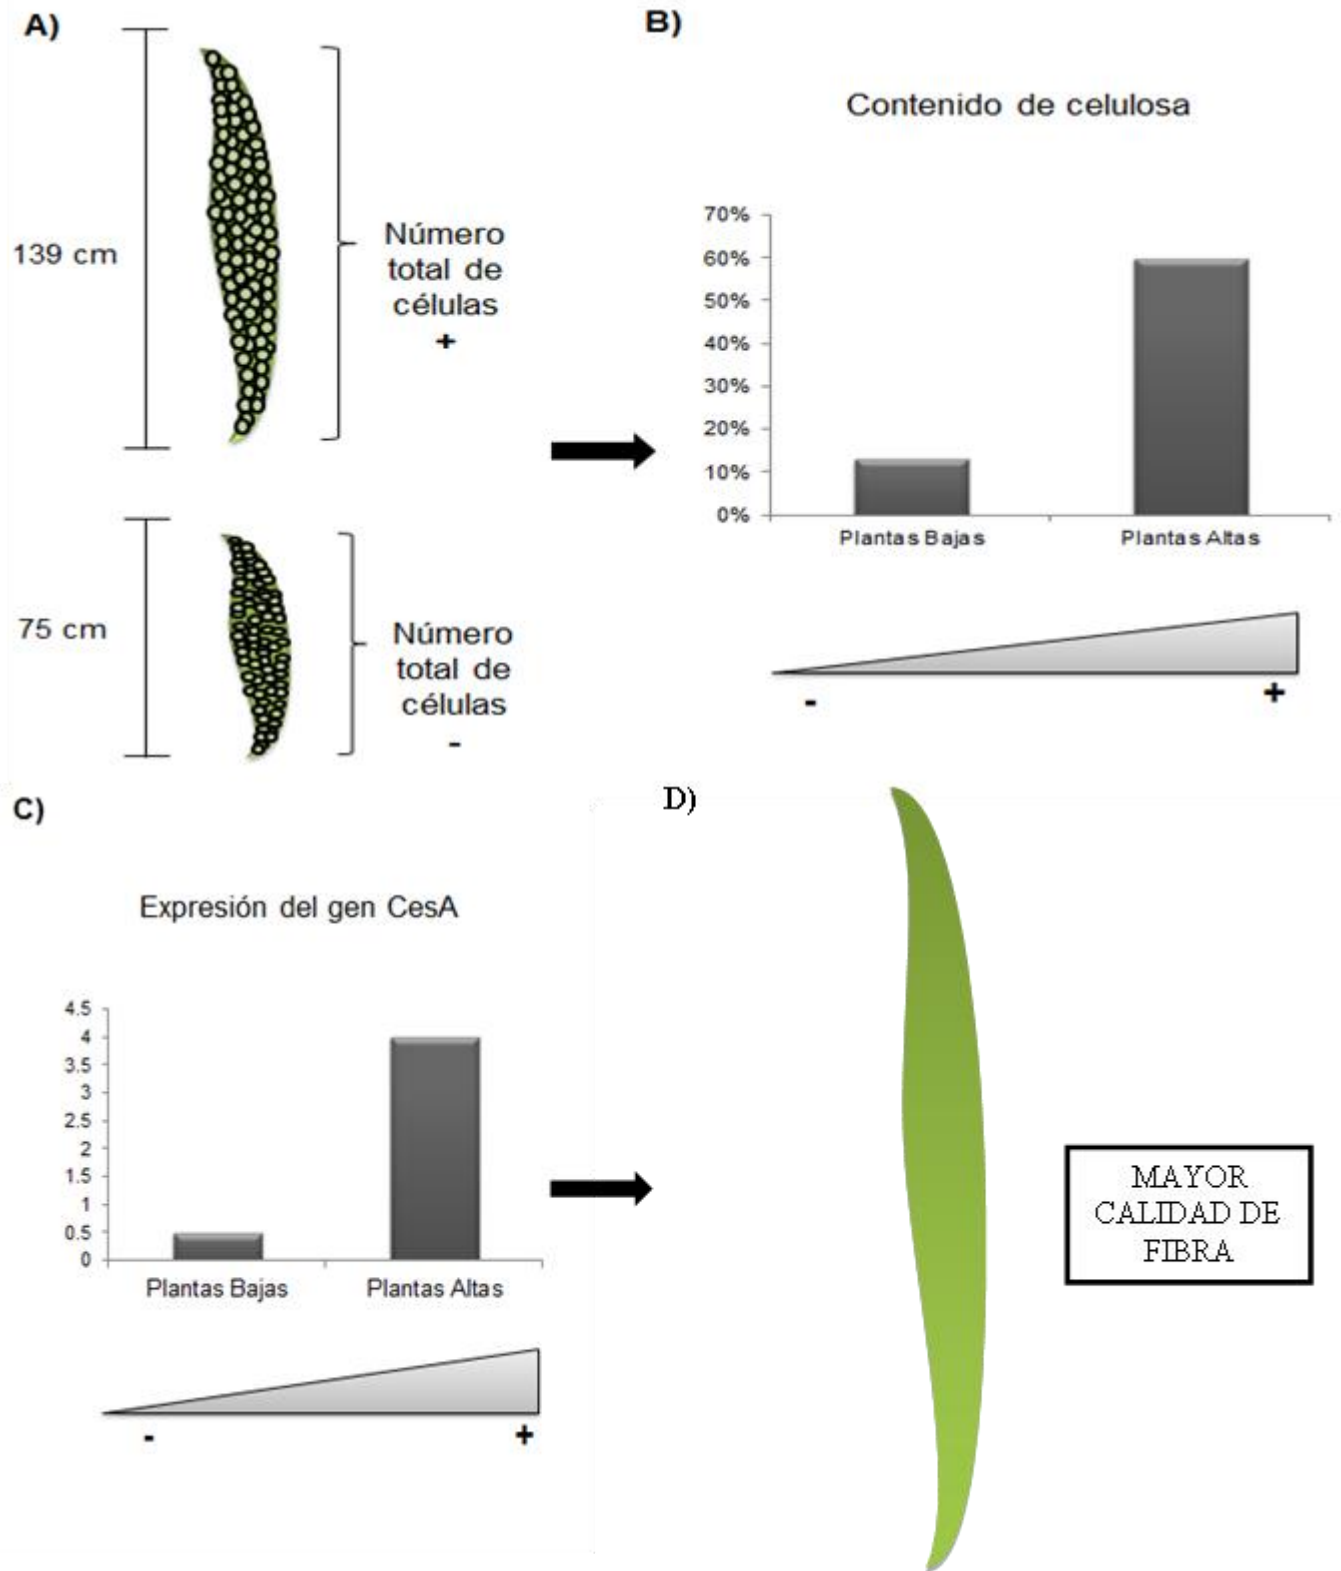 A)
139 cm
Número
total de
células
+
75 cm
Número
total de
células
-
B)
Contenido de celulosa
70%
60%
50%
40%
30%
20%
10%
0%
Plantas Bajas
Plantas Altas
-
+
C)
Expresión del gen CesA
4.5
4
3.5
3
2.5
2
1.5
1
0.5
0
Plantas Bajas
Plantas Altas
-
+
D)
MAYOR
CALIDAD DE
FIBRA